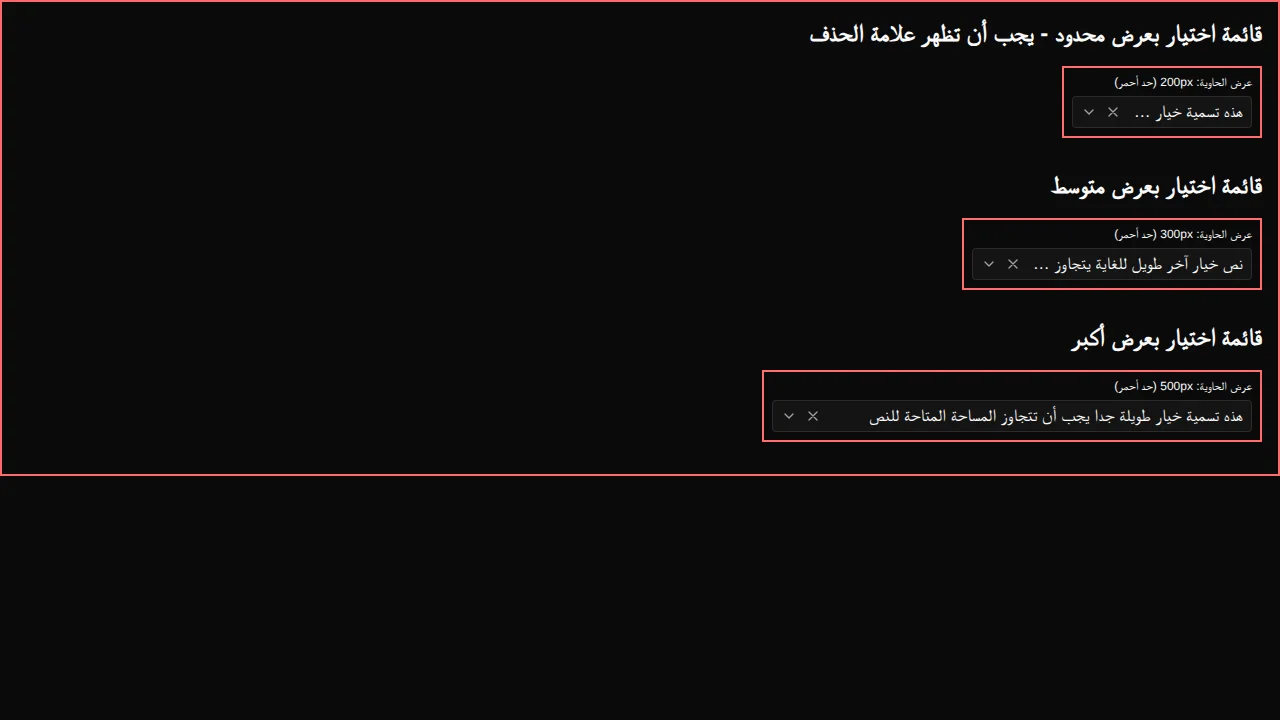 قائمة اختيار بعرض محدود - يجب أن تظهر علامة الحذف
عرض الحاوية: 200px (حد أحمر)
هذه تسمية خيار ...
قائمة اختيار بعرض متوسط
عرض الحاوية: 300px (حد أحمر)
نص خيار آخر طويل للغاية يتجاوز ...
قائمة اختيار بعرض أكبر
عرض الحاوية: 500px (حد أحمر)
هذه تسمية خيار طويلة جدا يجب أن تتجاوز المساحة المتاحة للنص